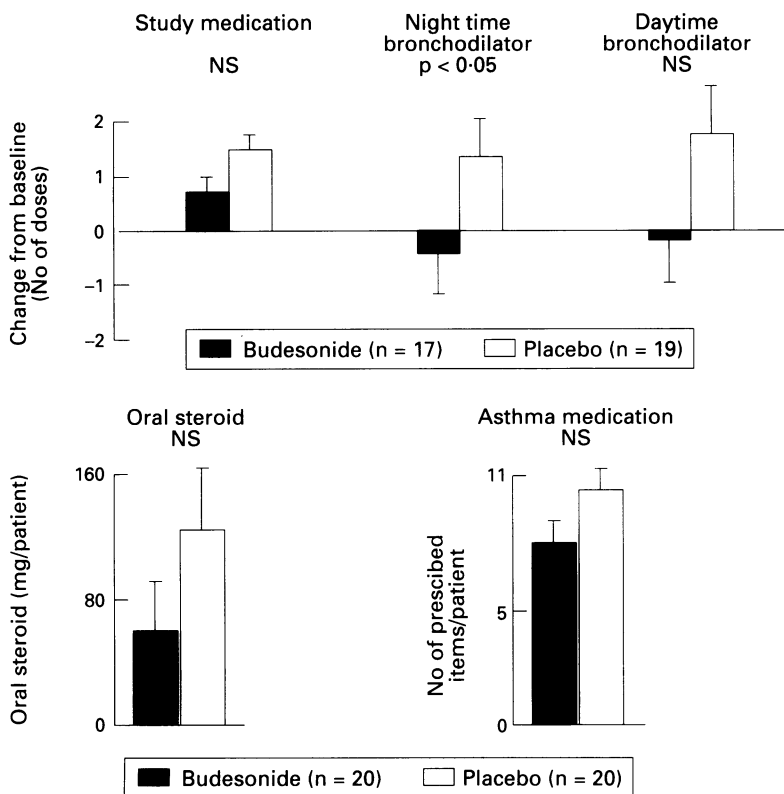 Study medication
NS
Night time
bronchodilator
p < 0·05
Daytime
bronchodilator
NS
Change from baseline
(No of doses)
2
1
0
–1
–2
Budesonide (n = 17)
Placebo (n = 19)
Oral steroid
NS
Oral steroid (mg/patient)
160
80
0
Asthma medication
NS
No of prescibed
items/patient
11
5
0
Budesonide (n = 20)
Placebo (n = 20)